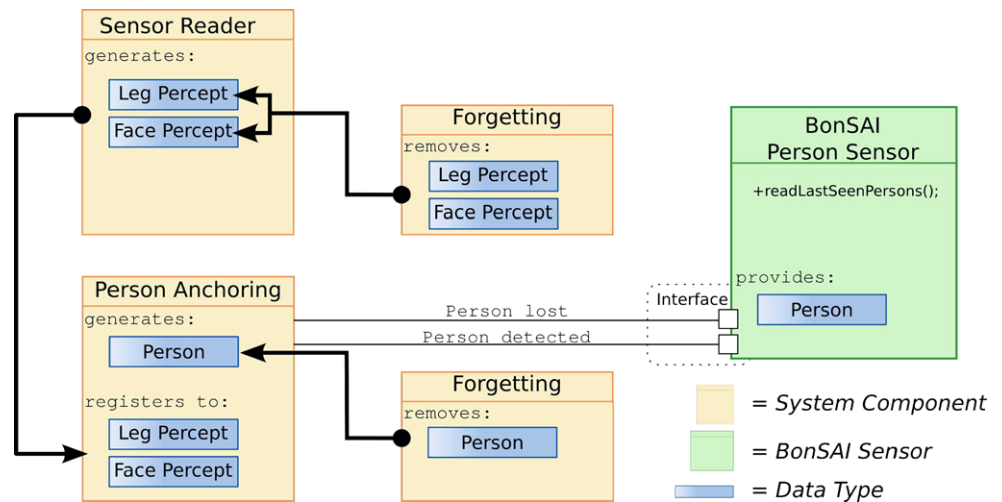 Sensor Reader
generates:
Leg Percept
Face Percept
Forgetting
removes:
Leg Percept
Face Percept
BonSAI
Person Sensor
+readLastSeenPersons();
provides:
Person
Interface
Person Anchoring
generates:
Person
registers to:
Leg Percept
Face Percept
Person lost
Person detected
Forgetting
removes:
Person
= System Component
= BonSAI Sensor
= Data Type